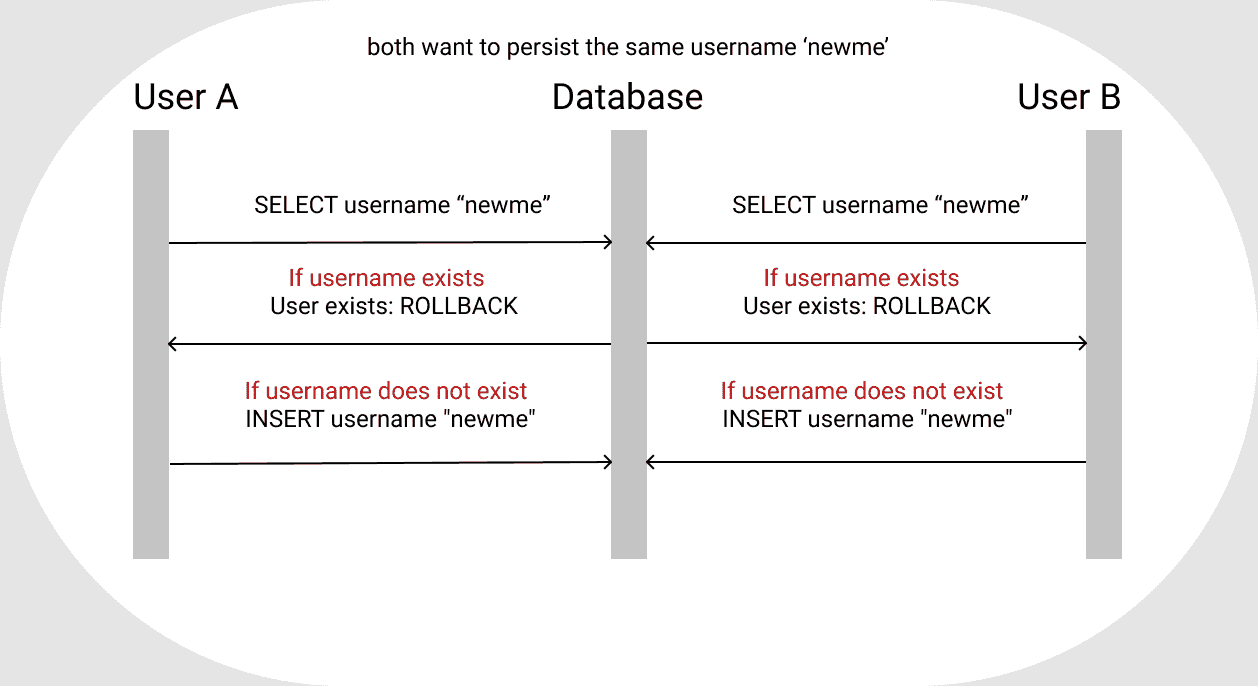 both want to persist the same username ‘newme’
User A
Database
User B
SELECT username “newme”
SELECT username “newme”
If username exists
User exists: ROLLBACK
If username exists
User exists: ROLLBACK
If username does not exist
INSERT username "newme"
If username does not exist
INSERT username "newme"